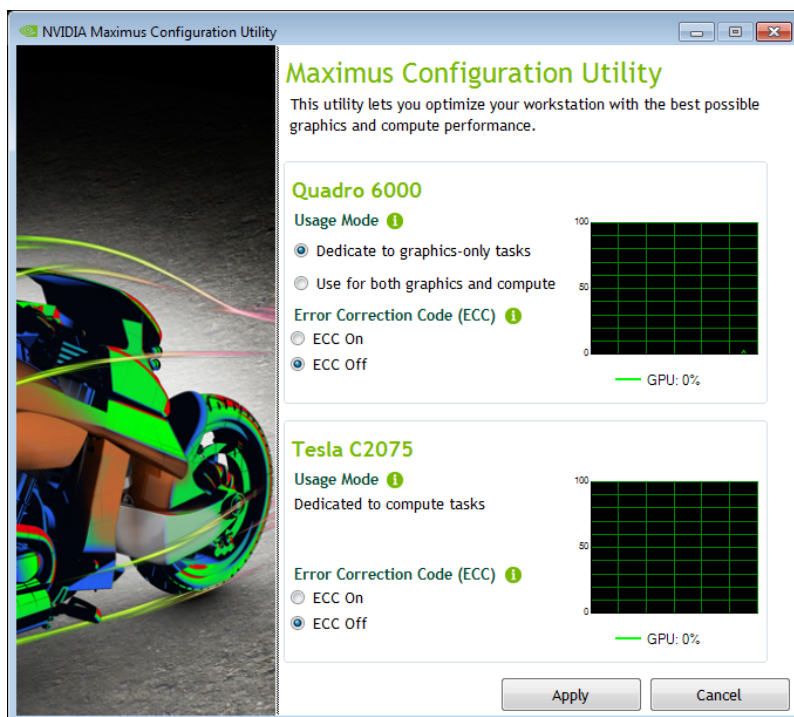 NVIDIA Maximus Configuration Utility
Maximus Configuration Utility
This utility lets you optimize your workstation with the best possible
graphics and compute performance.
Quadro 6000
Usage Mode
Dedicate to graphics-only tasks
Use for both graphics and compute
Error Correction Code (ECC)
ECC On
ECC Off
100
50
0
GPU: 0%
Tesla C2075
Usage Mode
Dedicated to compute tasks
Error Correction Code (ECC)
ECC On
ECC Off
100
50
0
GPU: 0%
Apply
Cancel